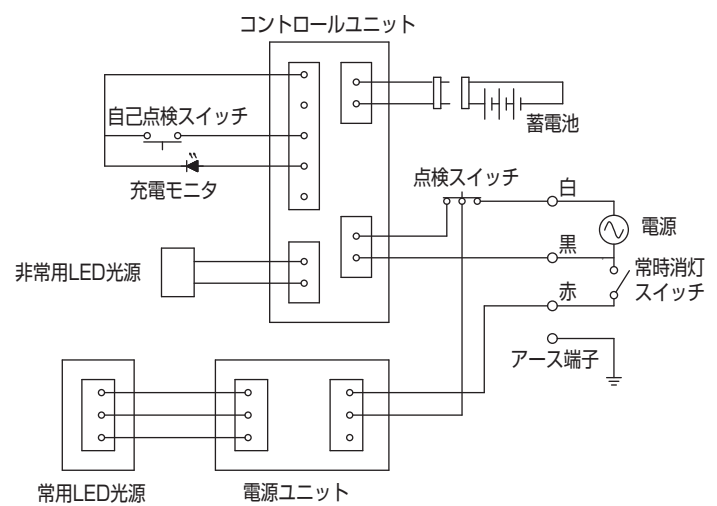 コントロールユニット
自己点検スイッチ
蓄電池
充電モニタ
点検スイッチ
白
電源
黒
非常用LED光源
常時消灯
スイッチ
赤
アース端子
常用LED光源
電源ユニット